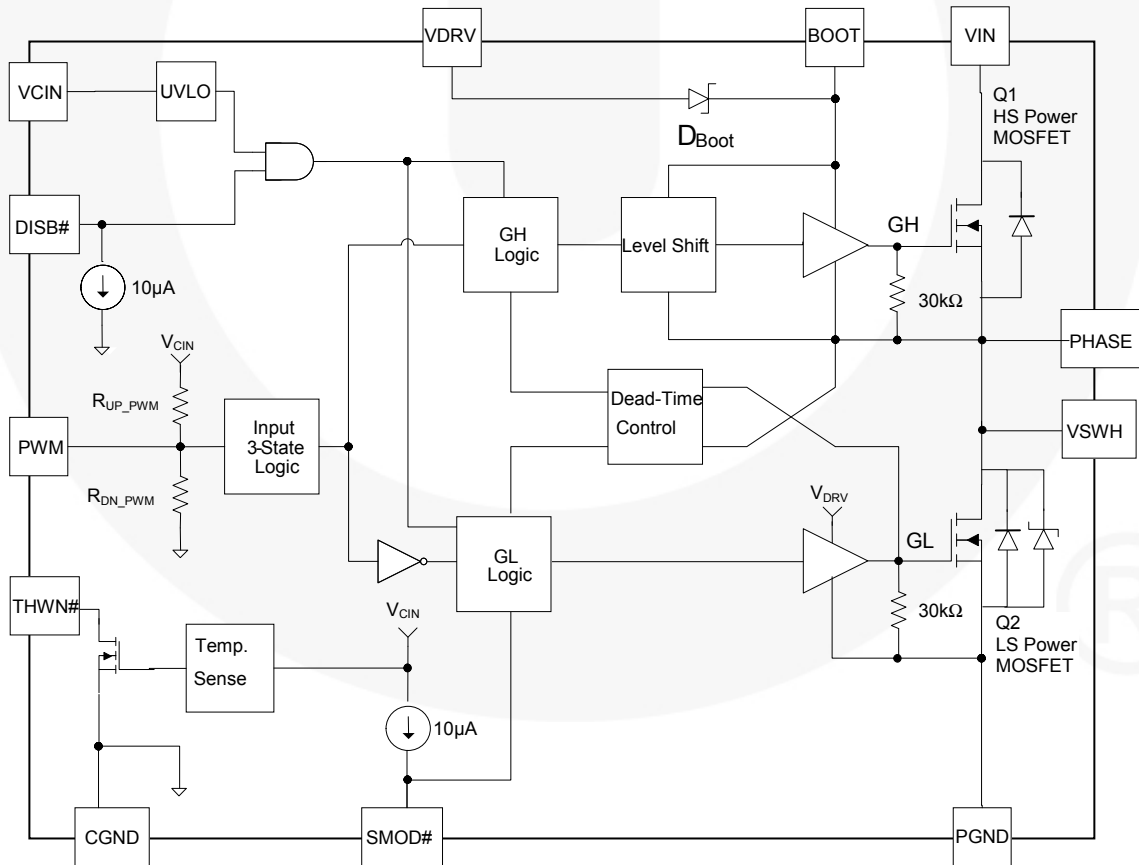 VDRV
BOOT
VIN
VCIN
UVLO
Q1
HS Power
MOSFET
DBoot
DISB#
GH
Logic
Level Shift
GH
10µA
30kΩ
VCIN
PHASE
RUP_PWM
Dead-Time
Control
PWM
Input
3-State
Logic
VSWH
RDN_PWM
VDRV
GL
Logic
GL
THWN#
VCIN
30kΩ
Q2
LS Power
MOSFET
Temp.
Sense
10µA
CGND
SMOD#
PGND
®